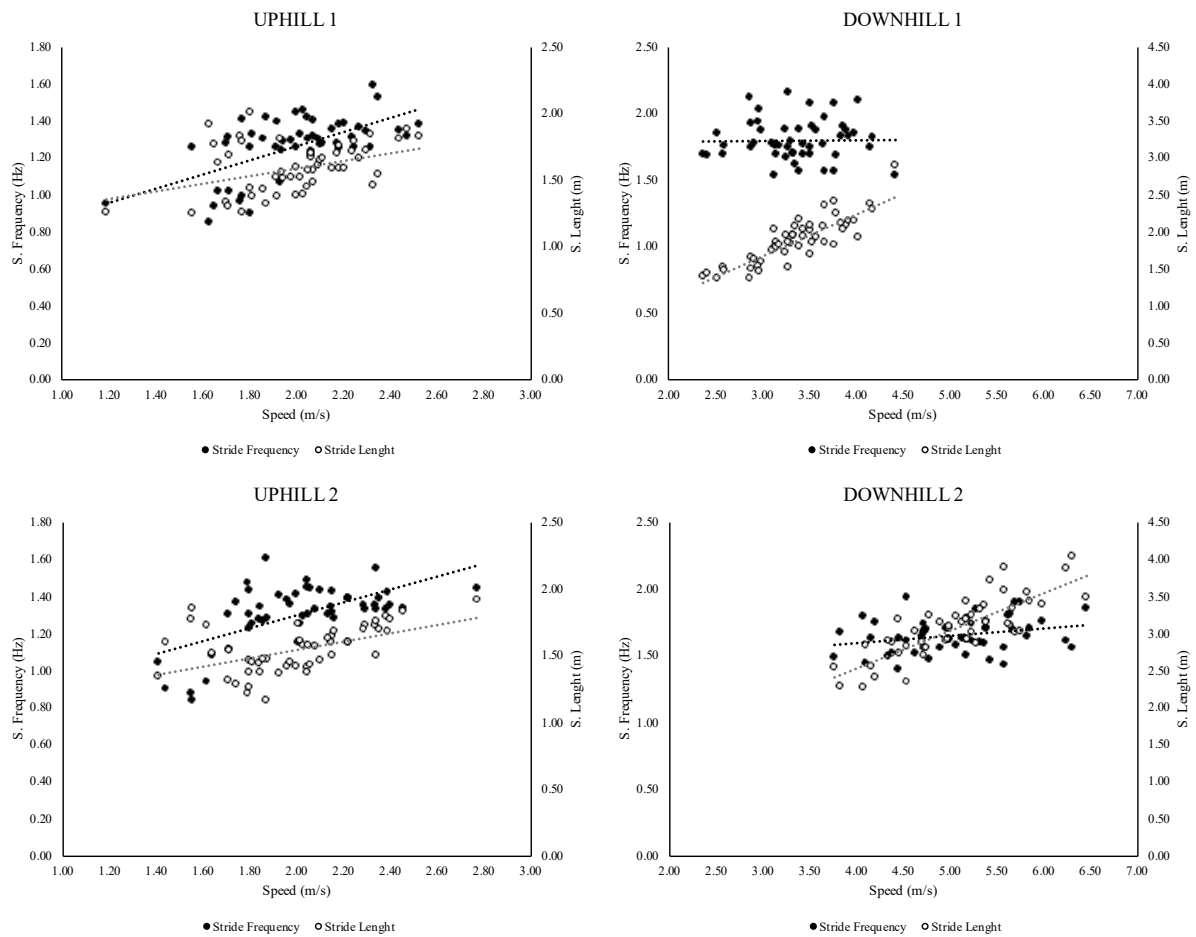 UPHILL 1
1.80
1.60
1.40
1.20
1.00
0.80
0.60
0.40
0.20
0.00
S. Frequency (Hz)
2.50
2.00
1.50
1.00
0.50
0.00
S. Lenght (m)
1.00 1.20 1.40 1.60 1.80 2.00 2.20 2.40 2.60 2.80 3.00
Speed (m/s)
Stride Frequency Stride Lenght
DOWNHILL 1
2.50
2.00
1.50
1.00
0.50
0.00
S. Frequency (Hz)
4.50
4.00
3.50
3.00
2.50
2.00
1.50
1.00
0.50
0.00
S. Lenght (m)
2.00 2.50 3.00 3.50 4.00 4.50 5.00 5.50 6.00 6.50 7.00
Speed (m/s)
Stride Frequency Stride Lenght
UPHILL 2
1.80
1.60
1.40
1.20
1.00
0.80
0.60
0.40
0.20
0.00
S. Frequency (Hz)
2.50
2.00
1.50
1.00
0.50
0.00
S. Lenght (m)
1.00 1.20 1.40 1.60 1.80 2.00 2.20 2.40 2.60 2.80 3.00
Speed (m/s)
Stride Frequency Stride Lenght
DOWNHILL 2
2.50
2.00
1.50
1.00
0.50
0.00
S. Frequency (Hz)
4.50
4.00
3.50
3.00
2.50
2.00
1.50
1.00
0.50
0.00
S. Lenght (m)
2.00 2.50 3.00 3.50 4.00 4.50 5.00 5.50 6.00 6.50 7.00
Speed (m/s)
Stride Frequency Stride Lenght